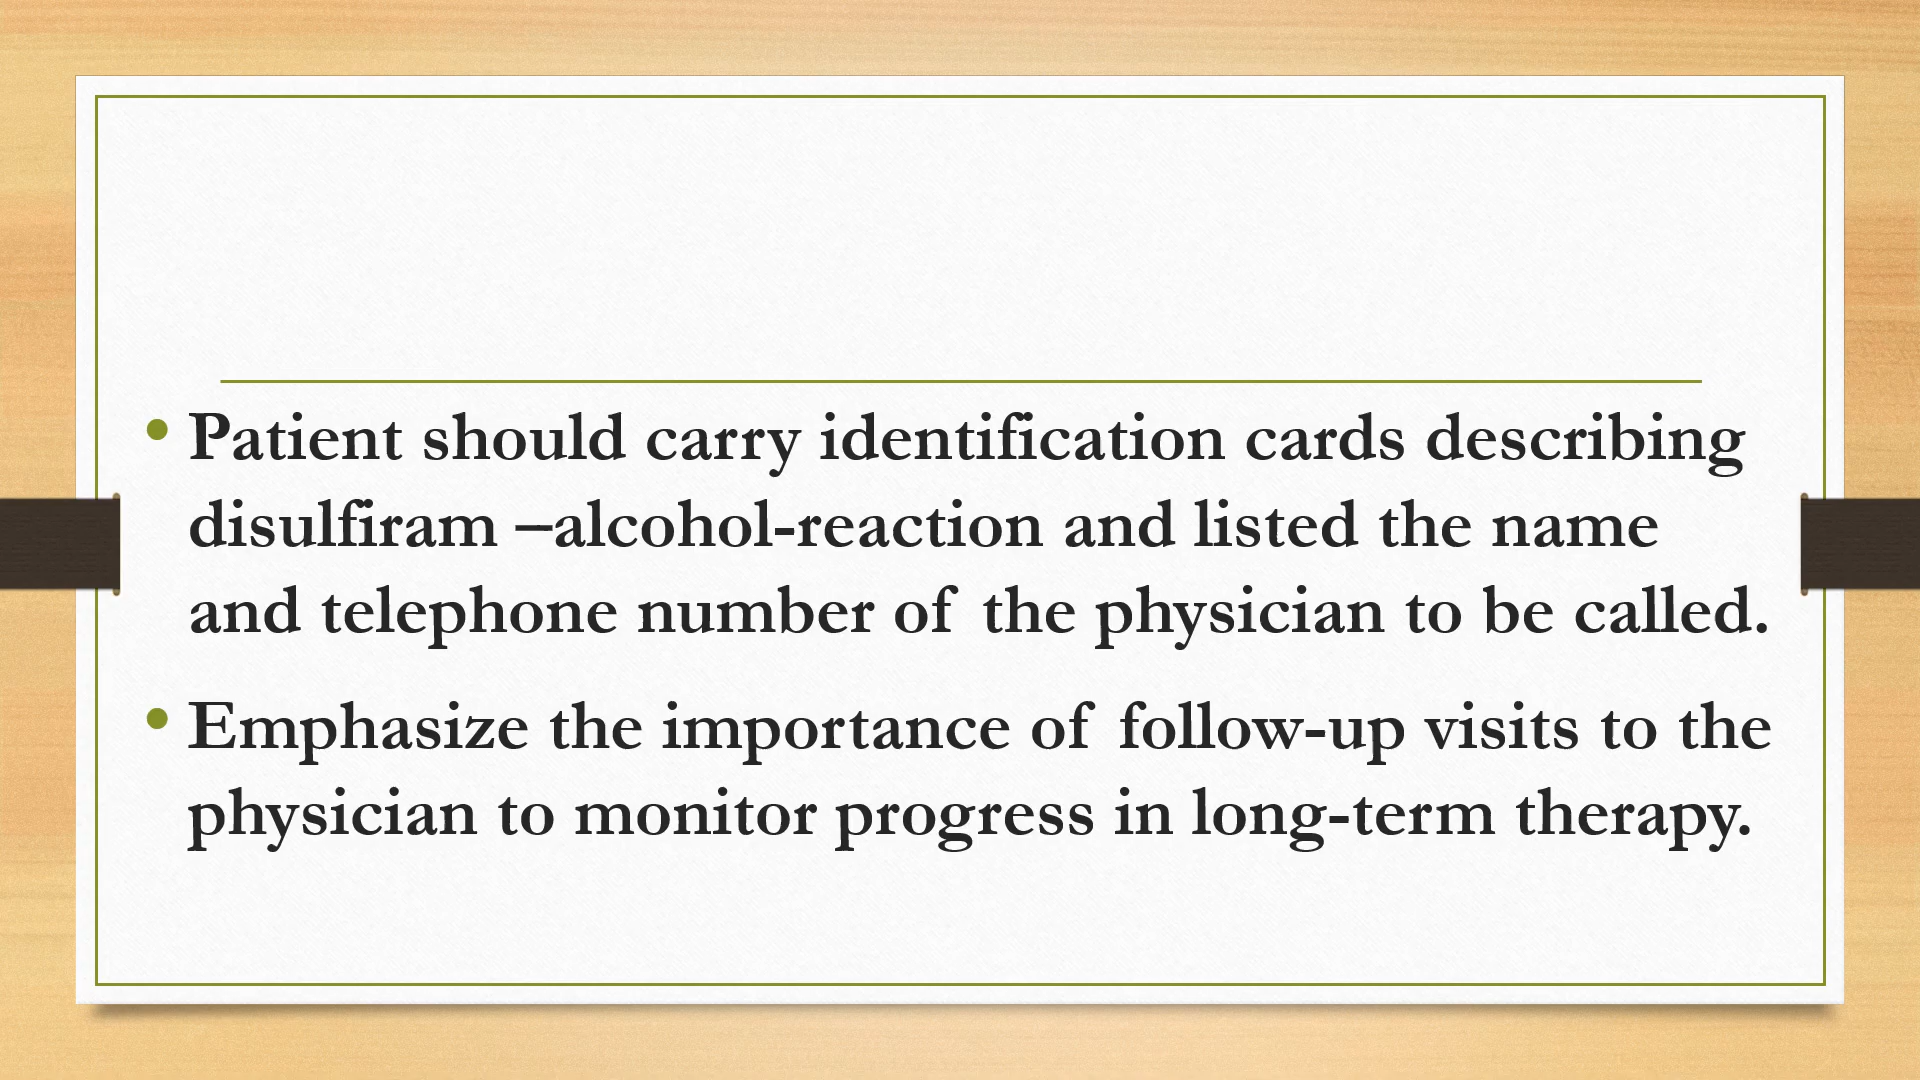 • Patient should carry identification cards describing
disulfiram –alcohol-reaction and listed the name
and telephone number of the physician to be called.
• Emphasize the importance of follow-up visits to the
physician to monitor progress in long-term therapy.